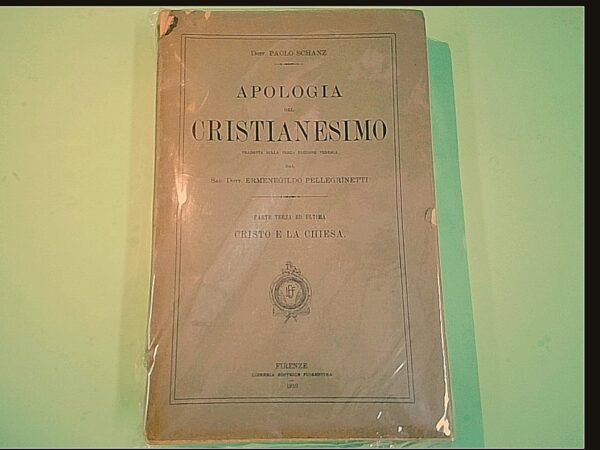 Dott. PAOLO SCHANZ
APOLOGIA
DEL
CRISTIANESIMO
TRADOTTA SULLA TERZA EDIZIONE TEDESCA
DAL
Sac. Dott. ERMENEGILDO PELLEGRINETTI
PARTE TERZA ED ULTIMA
CRISTO E LA CHIESA.
FIRENZE
LIBRERIA EDITRICE FIORENTINA